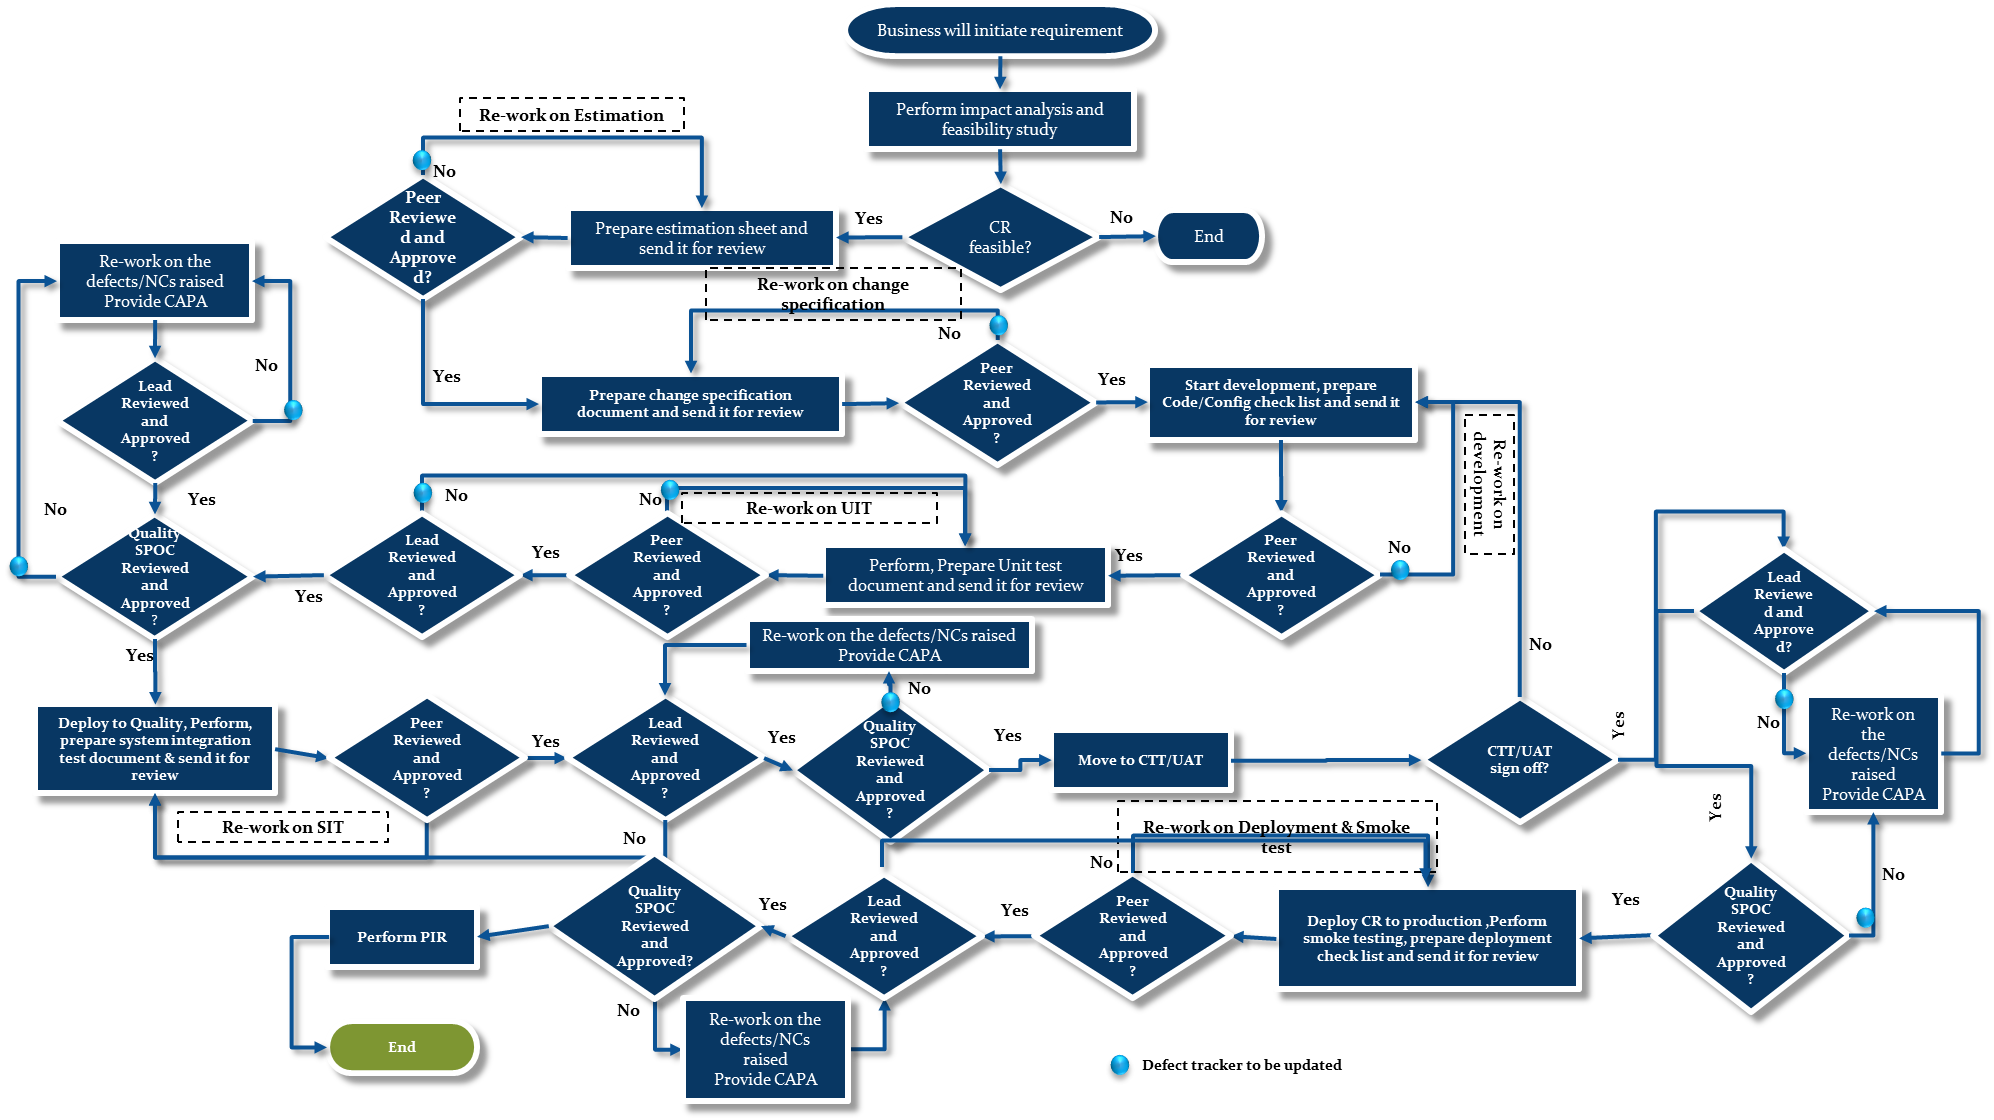 Business will initiate requirement
Perform impact analysis and
feasibility study
CR
feasible?
No
End
Yes
Prepare estimation sheet and
send it for review
Re-work on Estimation
No
Peer
Reviewe
d and
Approve
d?
Yes
Re-work on change
specification
No
Prepare change specification
document and send it for review
Peer
Reviewed
and
Approved
?
Yes
Start development, prepare
Code/Config check list and send it
for review
Re-work on
development
Peer
Reviewed
and
Approved
?
No
Yes
Perform, Prepare Unit test
document and send it for review
Re-work on UIT
No
Peer
Reviewed
and
Approved
?
Yes
No
Lead
Reviewed
and
Approved
?
Yes
Re-work on the
defects/NCs raised
Provide CAPA
No
Lead
Reviewed
and
Approved
?
Yes
No
Quality
SPOC
Reviewed
and
Approved
?
Yes
Deploy to Quality, Perform,
prepare system integration
test document & send it for
review
Re-work on SIT
Peer
Reviewed
and
Approved
?
Yes
Lead
Reviewed
and
Approved
?
No
Yes
Re-work on the defects/NCs raised
Provide CAPA
No
Quality
SPOC
Reviewed
and
Approved
?
Yes
Move to CTT/UAT
CTT/UAT
sign off?
No
Yes
Lead
Reviewe
d and
Approve
d?
No
Re-work on
the
defects/NCs
raised
Provide CAPA
Yes
No
Quality
SPOC
Reviewed
and
Approved
?
Yes
Deploy CR to production ,Perform
smoke testing, prepare deployment
check list and send it for review
Re-work on Deployment & Smoke
test
No
Peer
Reviewed
and
Approved
?
Yes
Lead
Reviewed
and
Approved
?
Yes
Quality
SPOC
Reviewed
and
Approved?
No
Re-work on the
defects/NCs
raised
Provide CAPA
Perform PIR
End
Defect tracker to be updated